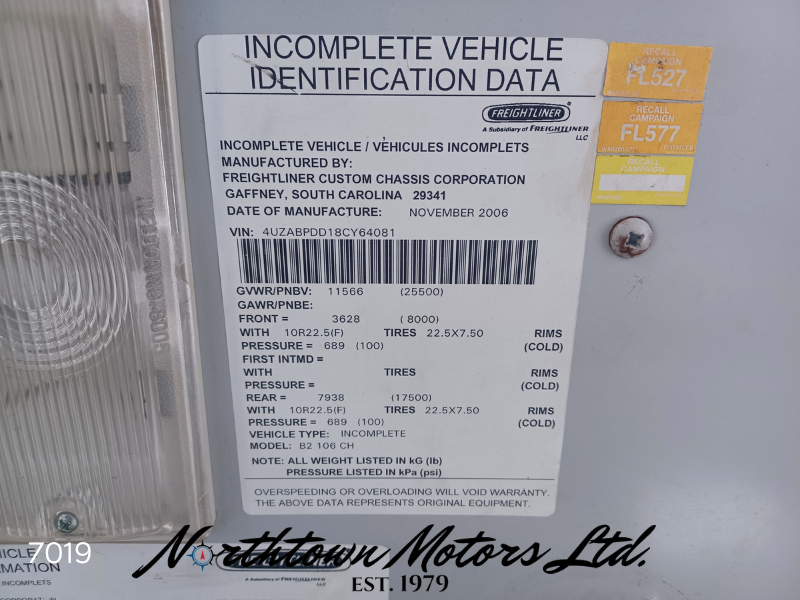 INCOMPLETE VEHICLE
IDENTIFICATION DATA
FREIGHTLINER
A Subsidiary of FREIGHTLINER
LLC
INCOMPLETE VEHICLE / VÉHICULES INCOMPLETS
MANUFACTURED BY:
FREIGHTLINER CUSTOM CHASSIS CORPORATION
GAFFNEY, SOUTH CAROLINA 29341
DATE OF MANUFACTURE: NOVEMBER 2006
VIN: 4UZABPDD18CY64081
GVWR/PNBV: 11566 (25500)
GAWR/PNBE:
FRONT = 3628 (8000)
WITH 10R22.5(F) TIRES 22.5X7.50 RIMS
PRESSURE = 689 (100) (COLD)
FIRST INTMD =
WITH TIRES RIMS
PRESSURE = (COLD)
REAR = 7938 (17500)
WITH 10R22.5(F) TIRES 22.5X7.50 RIMS
PRESSURE = 689 (100) (COLD)
VEHICLE TYPE: INCOMPLETE
MODEL: B2 106 CH
NOTE: ALL WEIGHT LISTED IN kG (lb)
PRESSURE LISTED IN kPa (psi)
OVERSPEEDING OR OVERLOADING WILL VOID WARRANTY.
THE ABOVE DATA REPRESENTS ORIGINAL EQUIPMENT.
RECALL
CAMPAIGN
FL527
RECALL
CAMPAIGN
FL577
RECALL
CAMPAIGN
7019
Northtown Motors Ltd.
EST. 1979
A Subsidiary of FREIGHTLINER
LLC
INCOMPLETS